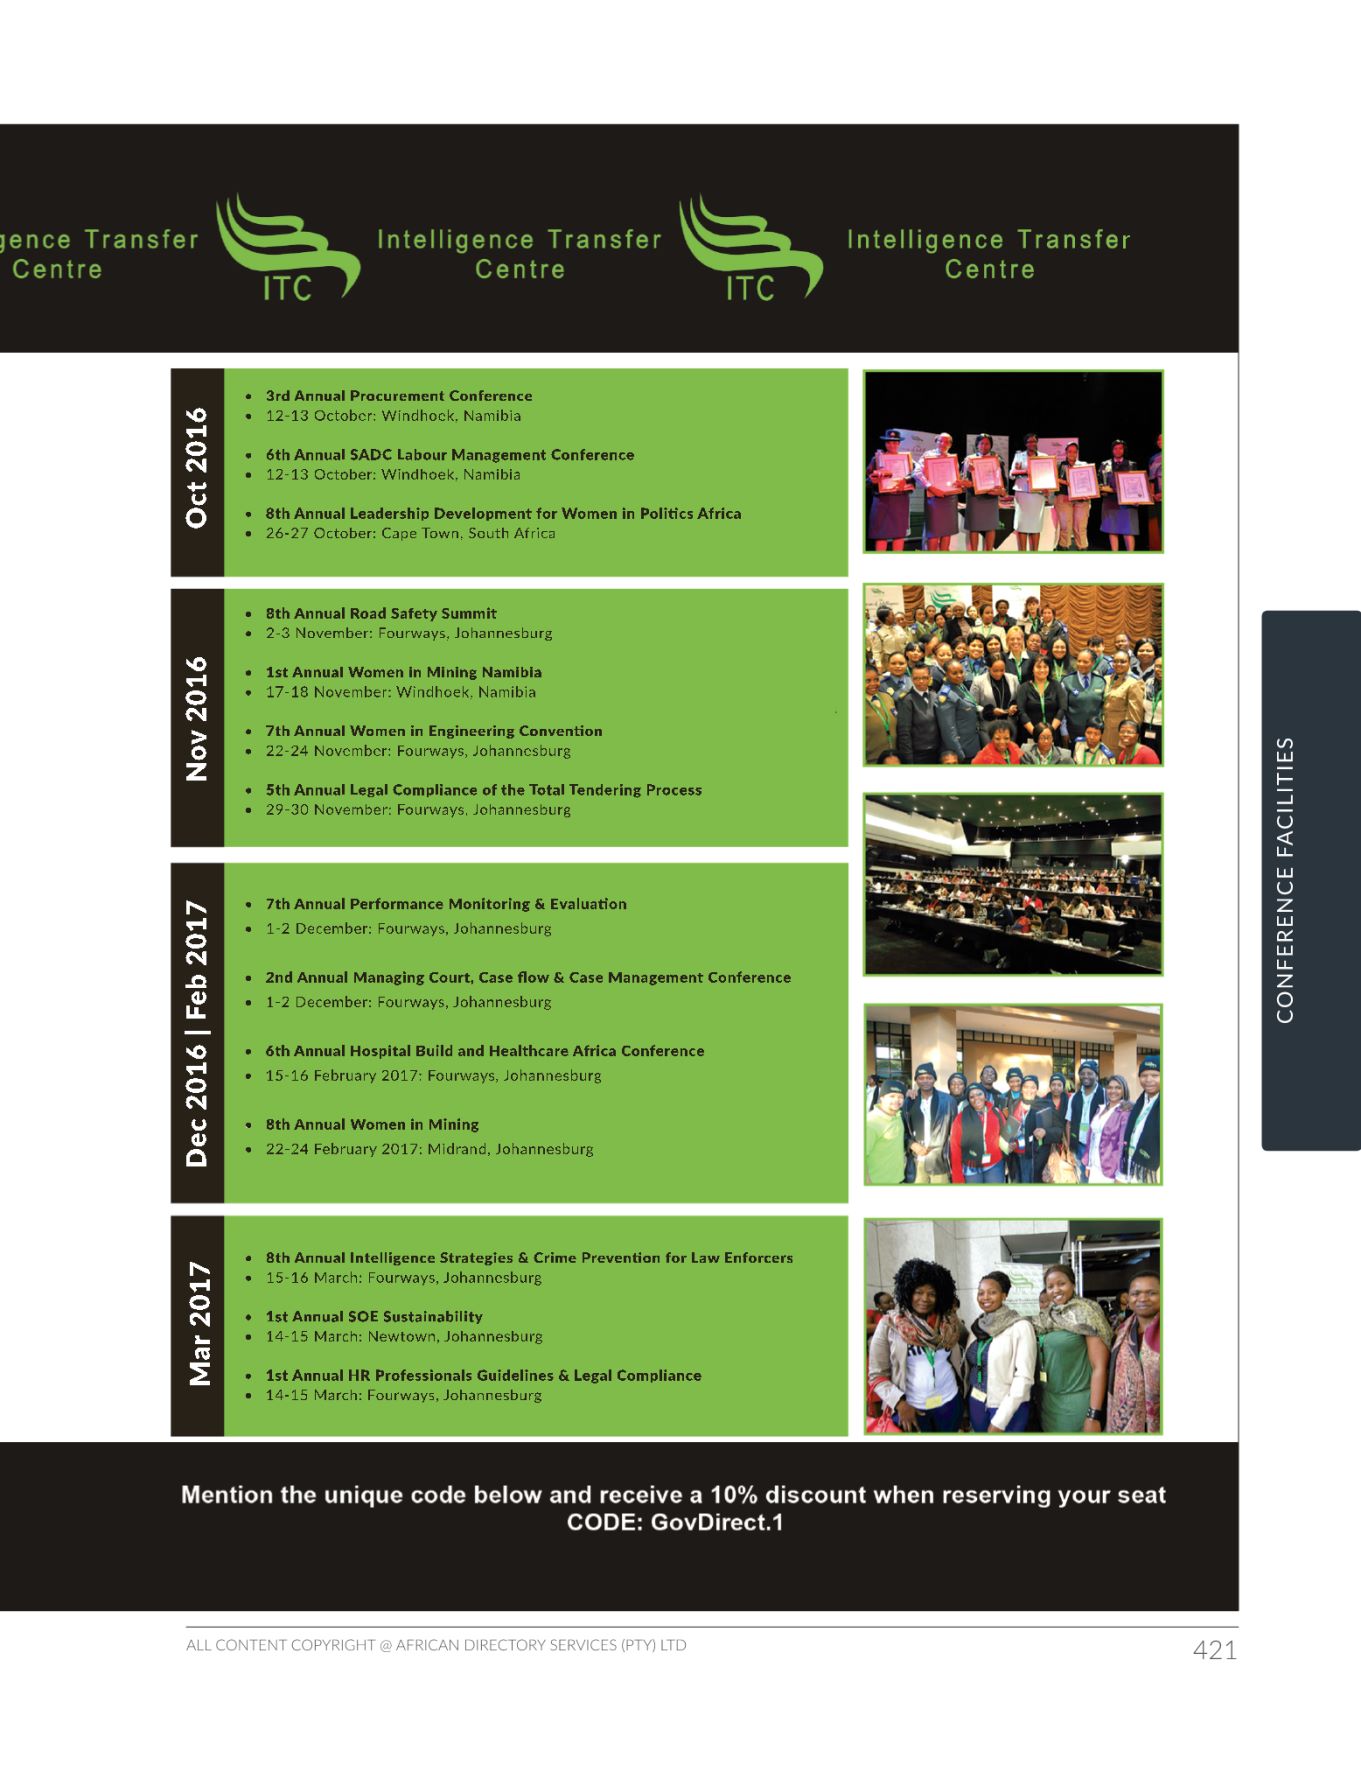 gence Transfer
Centre
ITC
Intelligence Transfer
Centre
ITC
Intelligence Transfer
Centre
Oct 2016
• 3rd Annual Procurement Conference
• 12-13 October: Windhoek, Namibia
• 6th Annual SADC Labour Management Conference
• 12-13 October: Windhoek, Namibia
• 8th Annual Leadership Development for Women in Politics Africa
• 26-27 October: Cape Town, South Africa
Nov 2016
• 8th Annual Road Safety Summit
• 2-3 November: Fourways, Johannesburg
• 1st Annual Women in Mining Namibia
• 17-18 November: Windhoek, Namibia
• 7th Annual Women in Engineering Convention
• 22-24 November: Fourways, Johannesburg
• 5th Annual Legal Compliance of the Total Tendering Process
• 29-30 November: Fourways, Johannesburg
Dec 2016 | Feb 2017
• 7th Annual Performance Monitoring & Evaluation
• 1-2 December: Fourways, Johannesburg
• 2nd Annual Managing Court, Case flow & Case Management Conference
• 1-2 December: Fourways, Johannesburg
• 6th Annual Hospital Build and Healthcare Africa Conference
• 15-16 February 2017: Fourways, Johannesburg
• 8th Annual Women in Mining
• 22-24 February 2017: Midrand, Johannesburg
Mar 2017
• 8th Annual Intelligence Strategies & Crime Prevention for Law Enforcers
• 15-16 March: Fourways, Johannesburg
• 1st Annual SOE Sustainability
• 14-15 March: Newtown, Johannesburg
• 1st Annual HR Professionals Guidelines & Legal Compliance
• 14-15 March: Fourways, Johannesburg
CONFERENCE FACILITIES
Mention the unique code below and receive a 10% discount when reserving your seat
CODE: GovDirect.1
ALL CONTENT COPYRIGHT @ AFRICAN DIRECTORY SERVICES (PTY) LTD
421